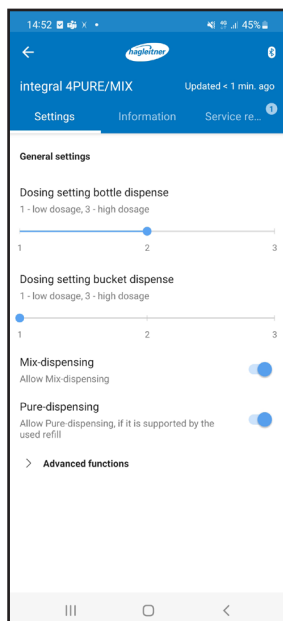 14:52 X • 45%
hagleitner
integral 4PURE/MIX Updated < 1 min. ago
Settings Information Service re... 1
General settings
Dosing setting bottle dispense
1 - low dosage, 3 - high dosage
1 2 3
Dosing setting bucket dispense
1 - low dosage, 3 - high dosage
1 2 3
Mix-dispensing
Allow Mix-dispensing
Pure-dispensing
Allow Pure-dispensing, if it is supported by the
used refill
Advanced functions